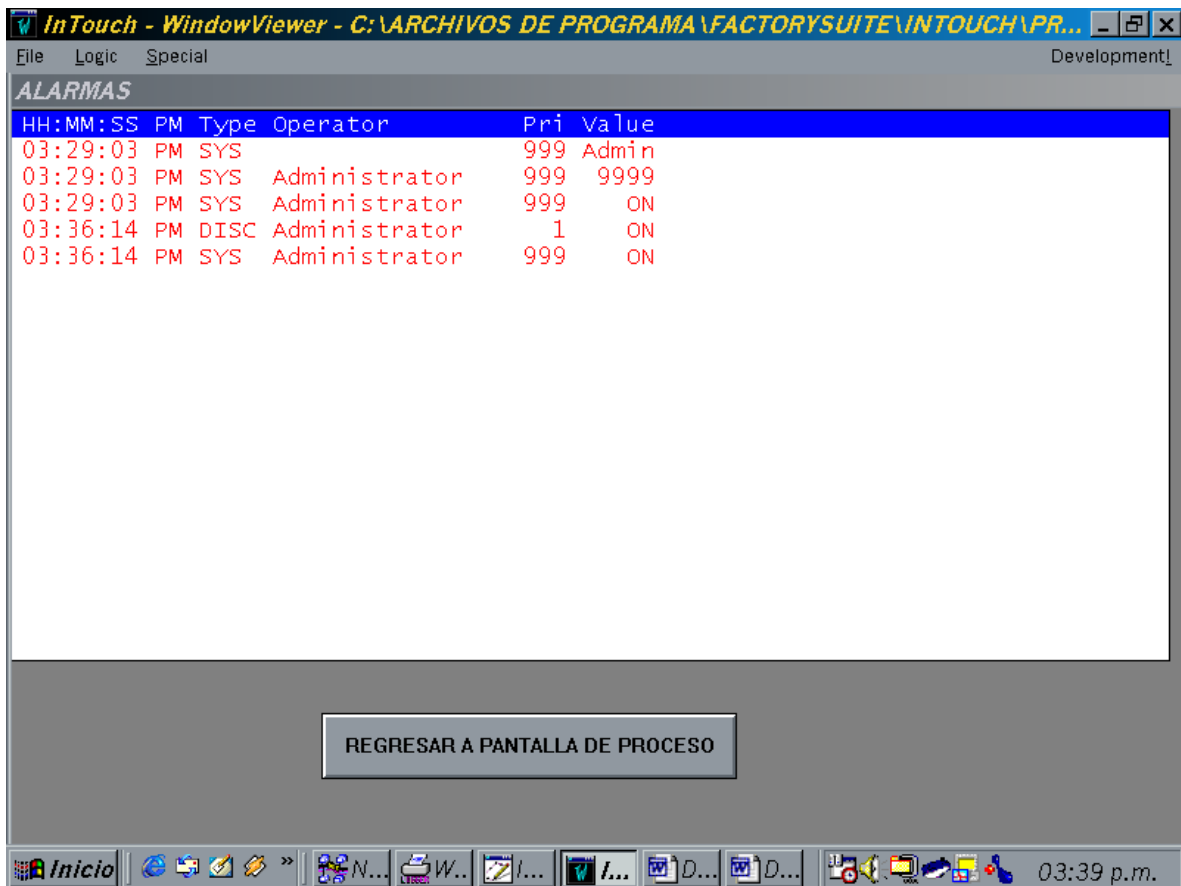 InTouch - WindowViewer - C:\ARCHIVOS DE PROGRAMA\FACTORYSUITE\INTOUCH\PR...
File Logic Special Development!
ALARMAS
HH:MM:SS PM Type Operator Pri Value
03:29:03 PM SYS 999 Admin
03:29:03 PM SYS Administrator 999 9999
03:29:03 PM SYS Administrator 999 ON
03:36:14 PM DISC Administrator 1 ON
03:36:14 PM SYS Administrator 999 ON
REGRESAR A PANTALLA DE PROCESO
Inicio » N... W.. I... I... D... D... 03:39 p.m.